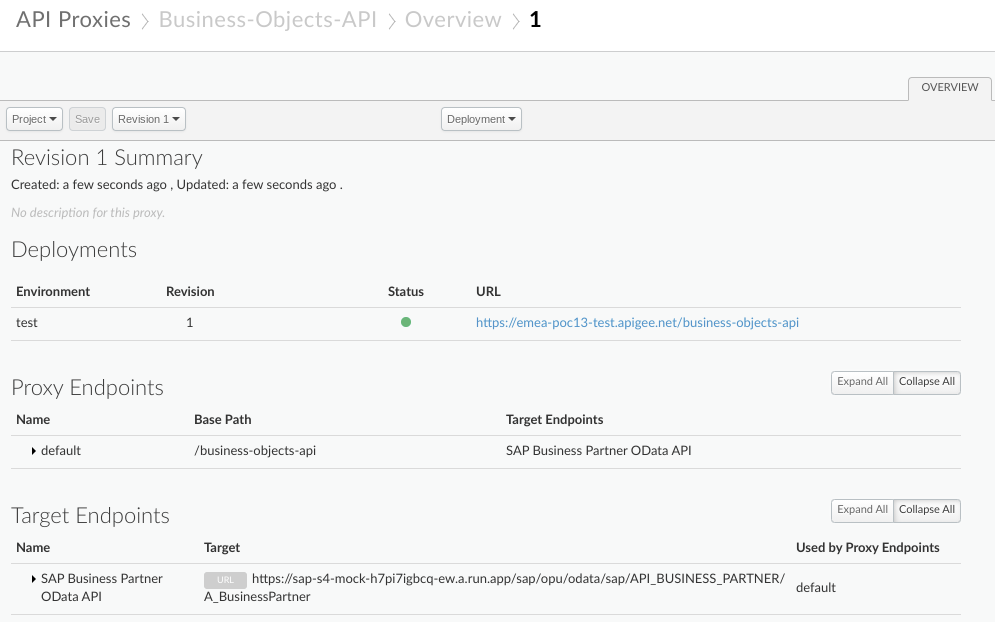 API Proxies > Business-Objects-API > Overview > 1
OVERVIEW
Project Save Revision 1 Deployment
Revision 1 Summary
Created: a few seconds ago , Updated: a few seconds ago .
No description for this proxy.
Deployments
Environment Revision Status URL
test 1 https://emea-poc13-test.apigee.net/business-objects-api
Proxy Endpoints Expand All Collapse All
Name Base Path Target Endpoints
default /business-objects-api SAP Business Partner OData API
Target Endpoints Expand All Collapse All
Name Target Used by Proxy Endpoints
SAP Business Partner URL https://sap-s4-mock-h7pi7igbcq-ew.a.run.app/sap/opu/odata/sap/API_BUSINESS_PARTNER/
default
OData API A_BusinessPartner